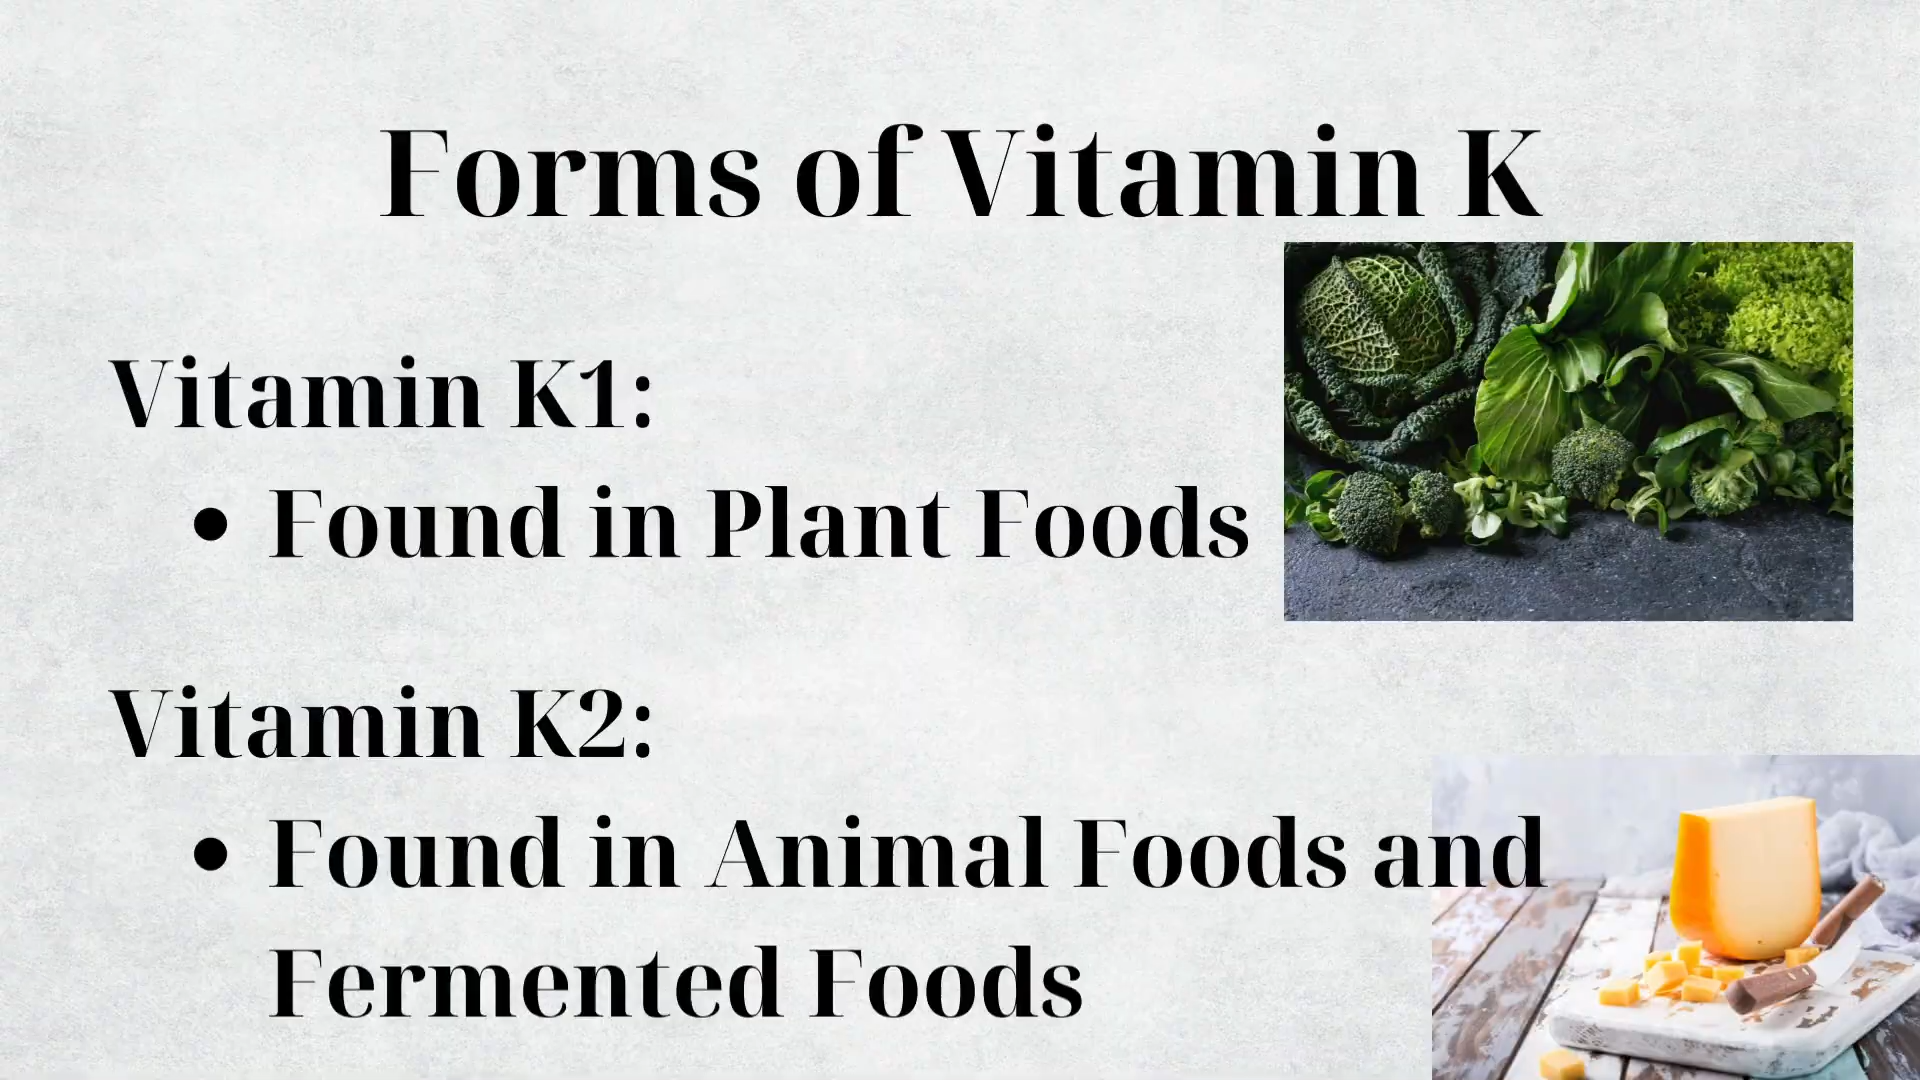 Forms of Vitamin K
Vitamin K1:
• Found in Plant Foods
Vitamin K2:
• Found in Animal Foods and
Fermented Foods